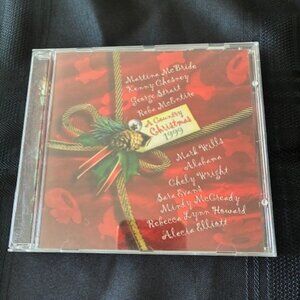 Martina McBride
Kenny Chesney
George Strait
Reba McEntire
A Country
Christmas
1999
Mark Wills
Alabama
Chely Wright
Sara Evans
Mindy McCready
Rebecca Lynn Howard
Alecia Elliott